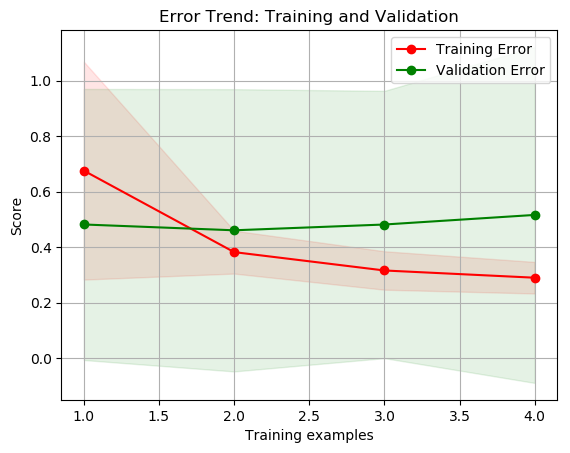 Error Trend: Training and Validation
Training Error
Validation Error
1.0
0.8
0.6
0.4
0.2
0.0
Score
1.0 1.5 2.0 2.5 3.0 3.5 4.0
Training examples